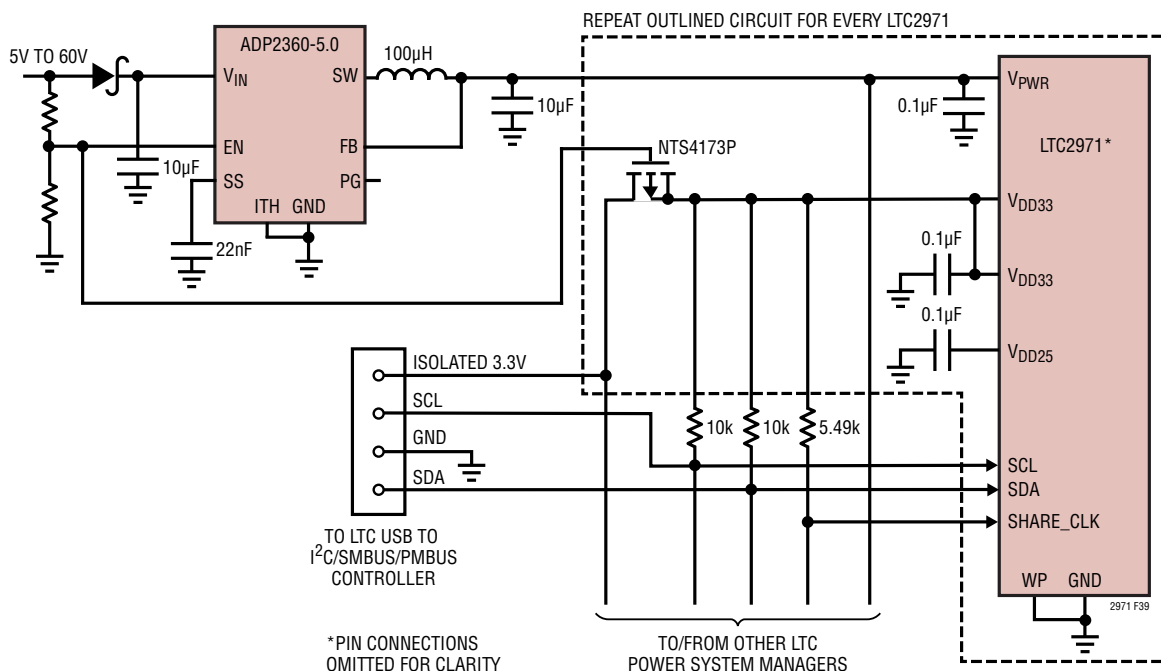 REPEAT OUTLINED CIRCUIT FOR EVERY LTC2971
5V TO 60V
ADP2360-5.0
VIN
SW
EN
FB
SS
PG
ITH GND
100µH
10µF
10µF
22nF
0.1µF
VPWR
LTC2971*
NTS4173P
VDD33
0.1µF
VDD33
0.1µF
VDD25
ISOLATED 3.3V
SCL
GND
SDA
10k
10k
5.49k
SCL
SDA
SHARE_CLK
WP GND
2971 F39
TO LTC USB TO
I2C/SMBUS/PMBUS
CONTROLLER
*PIN CONNECTIONS
OMITTED FOR CLARITY
TO/FROM OTHER LTC
POWER SYSTEM MANAGERS